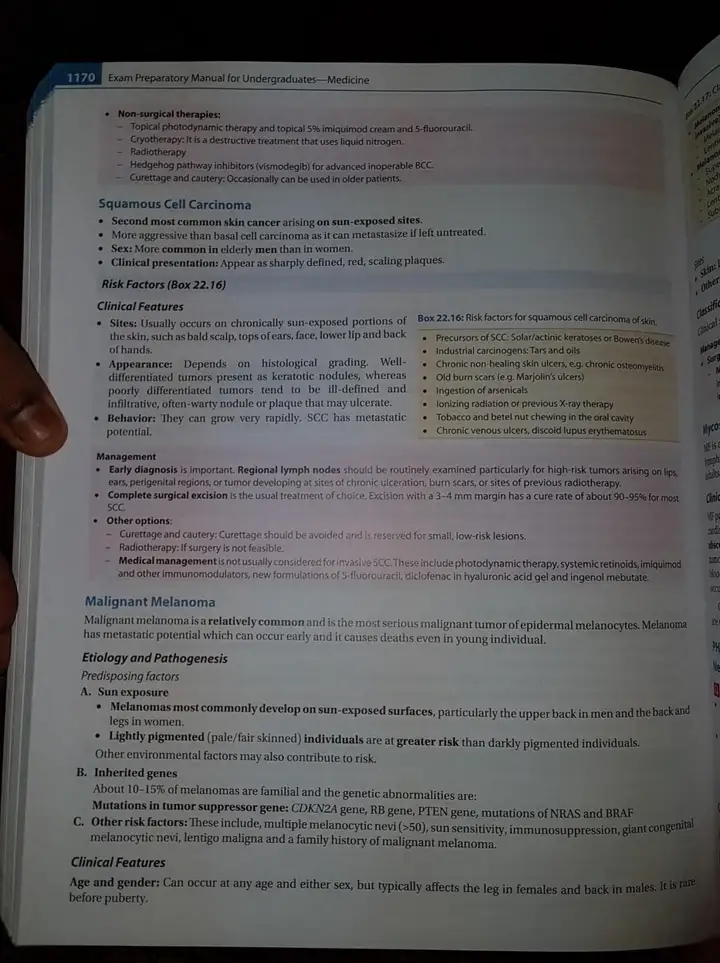 1170 Exam Preparatory Manual for Undergraduates—Medicine
• Non-surgical therapies:
– Topical photodynamic therapy and topical 5% imiquimod cream and 5-fluorouracil.
– Cryotherapy: It is a destructive treatment that uses liquid nitrogen.
– Radiotherapy
– Hedgehog pathway inhibitors (vismodegib) for advanced inoperable BCC.
– Curettage and cautery: Occasionally can be used in older patients.
Squamous Cell Carcinoma
• Second most common skin cancer arising on sun-exposed sites.
• More aggressive than basal cell carcinoma as it can metastasize if left untreated.
• Sex: More common in elderly men than in women.
• Clinical presentation: Appear as sharply defined, red, scaling plaques.
Risk Factors (Box 22.16)
Clinical Features
• Sites: Usually occurs on chronically sun-exposed portions of
the skin, such as bald scalp, tops of ears, face, lower lip and back
of hands.
• Appearance: Depends on histological grading. Well-
differentiated tumors present as keratotic nodules, whereas
poorly differentiated tumors tend to be ill-defined and
infiltrative, often-warty nodule or plaque that may ulcerate.
• Behavior: They can grow very rapidly. SCC has metastatic
potential.
Box 22.16: Risk factors for squamous cell carcinoma of skin.
• Precursors of SCC: Solar/actinic keratoses or Bowen's disease
• Industrial carcinogens: Tars and oils
• Chronic non-healing skin ulcers, e.g. chronic osteomyelitis
• Old burn scars (e.g. Marjolin's ulcers)
• Ingestion of arsenicals
• Ionizing radiation or previous X-ray therapy
• Tobacco and betel nut chewing in the oral cavity
• Chronic venous ulcers, discoid lupus erythematosus
Management
• Early diagnosis is important. Regional lymph nodes should be routinely examined particularly for high-risk tumors arising on lips,
ears, perigenital regions, or tumor developing at sites of chronic ulceration, burn scars, or sites of previous radiotherapy.
• Complete surgical excision is the usual treatment of choice. Excision with a 3–4 mm margin has a cure rate of about 90–95% for most
SCC.
• Other options:
– Curettage and cautery: Curettage should be avoided and is reserved for small, low-risk lesions.
– Radiotherapy: If surgery is not feasible.
– Medical management is not usually considered for invasive SCC. These include photodynamic therapy, systemic retinoids, imiquimod
and other immunomodulators, new formulations of 5-fluorouracil, diclofenac in hyaluronic acid gel and ingenol mebutate.
Malignant Melanoma
Malignant melanoma is a relatively common and is the most serious malignant tumor of epidermal melanocytes. Melanoma
has metastatic potential which can occur early and it causes deaths even in young individual.
Etiology and Pathogenesis
Predisposing factors
A. Sun exposure
• Melanomas most commonly develop on sun-exposed surfaces, particularly the upper back in men and the back and
legs in women.
• Lightly pigmented (pale/fair skinned) individuals are at greater risk than darkly pigmented individuals.
Other environmental factors may also contribute to risk.
B. Inherited genes
About 10–15% of melanomas are familial and the genetic abnormalities are:
Mutations in tumor suppressor gene: CDKN2A gene, RB gene, PTEN gene, mutations of NRAS and BRAF
C. Other risk factors: These include, multiple melanocytic nevi (>50), sun sensitivity, immunosuppression, giant congenital
melanocytic nevi, lentigo maligna and a family history of malignant melanoma.
Clinical Features
Age and gender: Can occur at any age and either sex, but typically affects the leg in females and back in males. It is rare
before puberty.